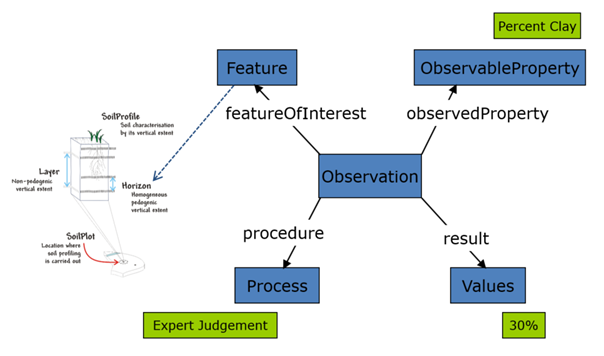 Percent Clay
Feature
ObservableProperty
featureOfInterest
observedProperty
SoilProfile
Soil characterisation
by its vertical extent
Layer
Non-pedogenic
vertical extent
Horizon
Homogeneous
pedogenic
vertical extent
Observation
SoilPlot
Location where
soil profiling
is carried out
procedure
result
Process
Values
Expert Judgement
30%